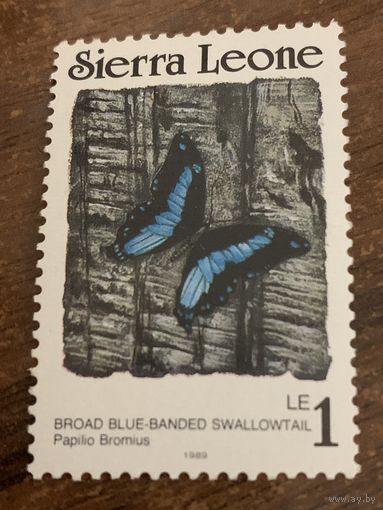 Sierra Leone
LE 1
BROAD BLUE-BANDED SWALLOWTAIL
Papilio Bromius
1989
www.ay.by